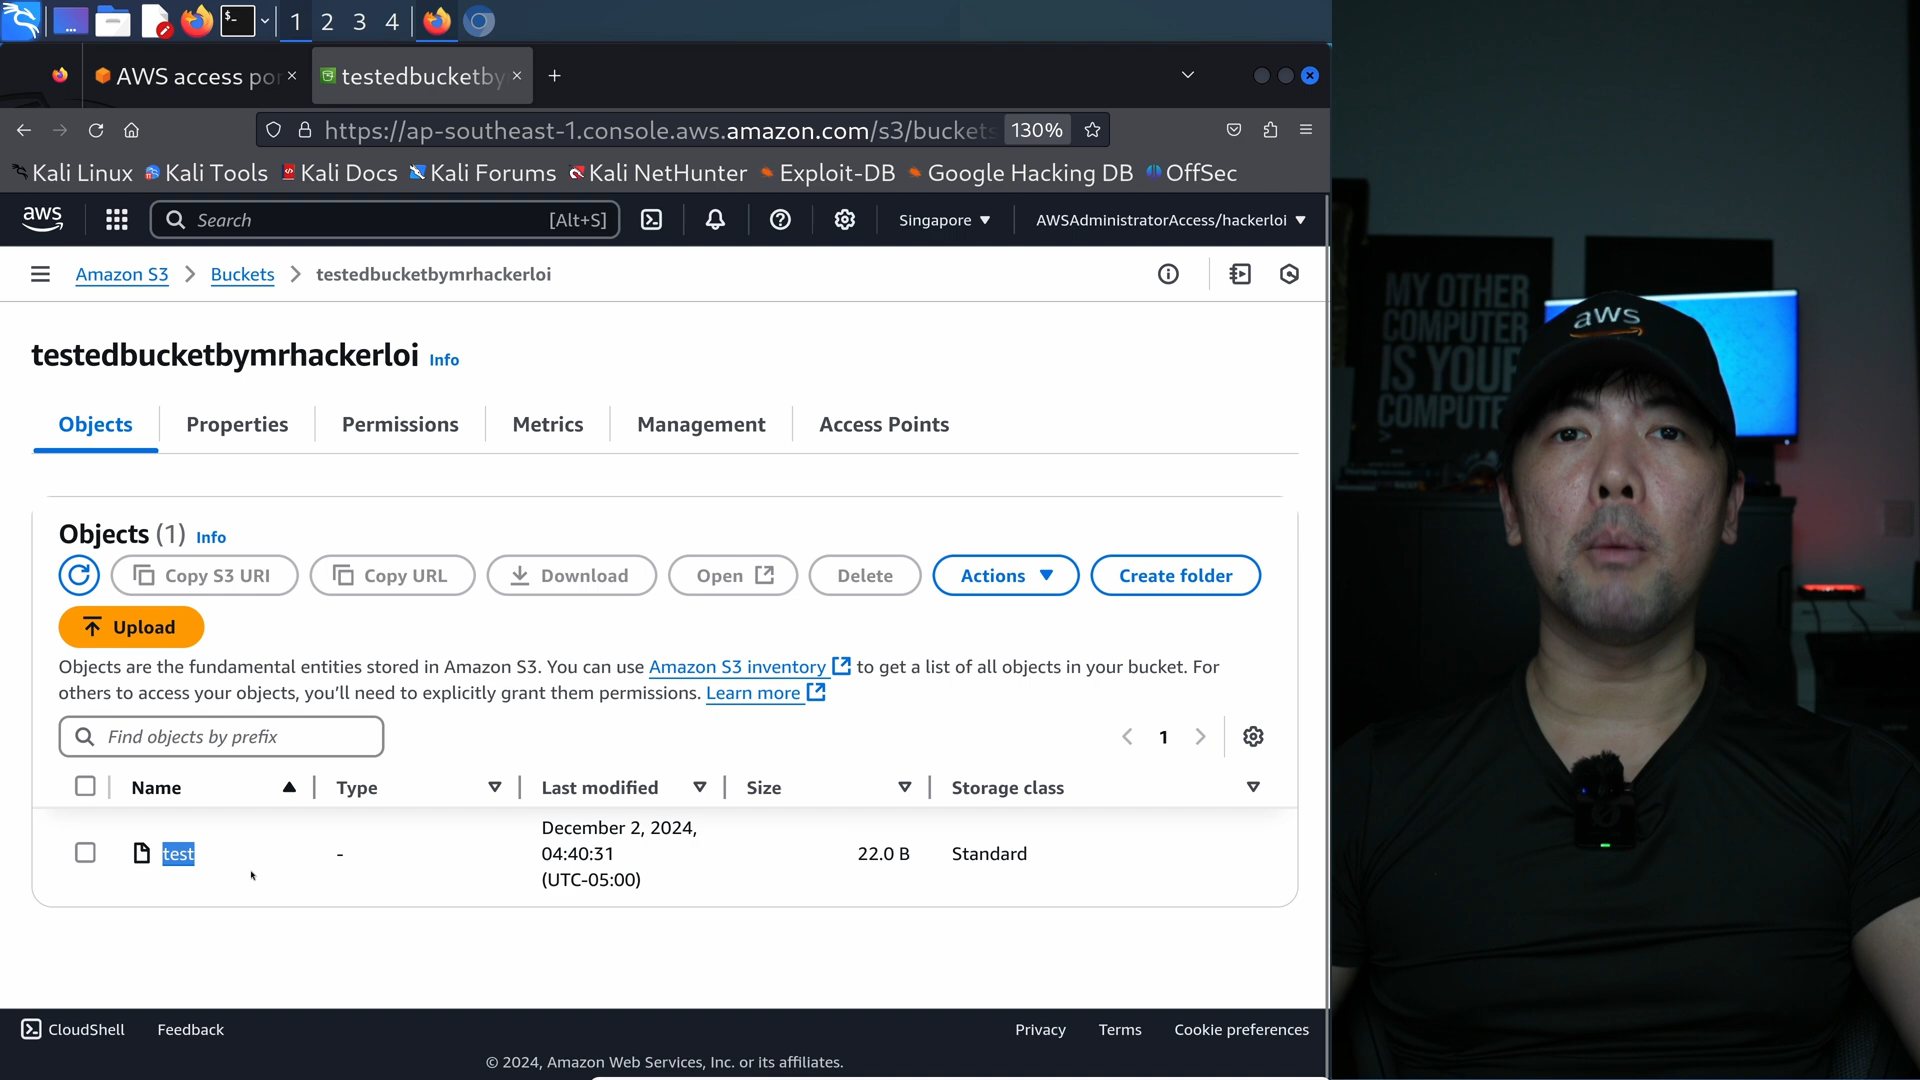 1 2 3 4
AWS access por
testedbucketby
https://ap-southeast-1.console.aws.amazon.com/s3/buckets
130%
Kali Linux Kali Tools Kali Docs Kali Forums Kali NetHunter Exploit-DB Google Hacking DB OffSec
aws
Search [Alt+S]
Singapore
AWSAdministratorAccess/hackerloi
Amazon S3 > Buckets > testedbucketbymrhackerloi
testedbucketbymrhackerloi Info
Objects Properties Permissions Metrics Management Access Points
Objects (1) Info
Copy S3 URI Copy URL Download Open Delete Actions Create folder
Upload
Objects are the fundamental entities stored in Amazon S3. You can use Amazon S3 inventory to get a list of all objects in your bucket. For
others to access your objects, you’ll need to explicitly grant them permissions. Learn more
Find objects by prefix
1
Name Type Last modified Size Storage class
test - December 2, 2024, 22.0 B Standard
04:40:31
(UTC-05:00)
CloudShell Feedback
Privacy Terms Cookie preferences
© 2024, Amazon Web Services, Inc. or its affiliates.
MY OTHER
COMPUTER
IS YOUR
COMPUTE
aws